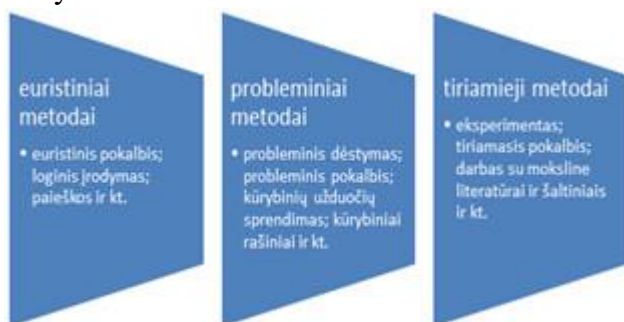 euristiniai
metodai
• euristinis pokalbis;
loginis įrodymas;
paieškos ir kt.
probleminiai
metodai
• probleminis dėstymas;
probleminis pokalbis;
kūrybinių užduočių
sprendimas; kūrybiniai
rašiniai ir kt.
tiriamieji metodai
• eksperimentas;
tiriamasis pokalbis;
darbas su moksline
literatūrai ir šaltiniais
ir kt.